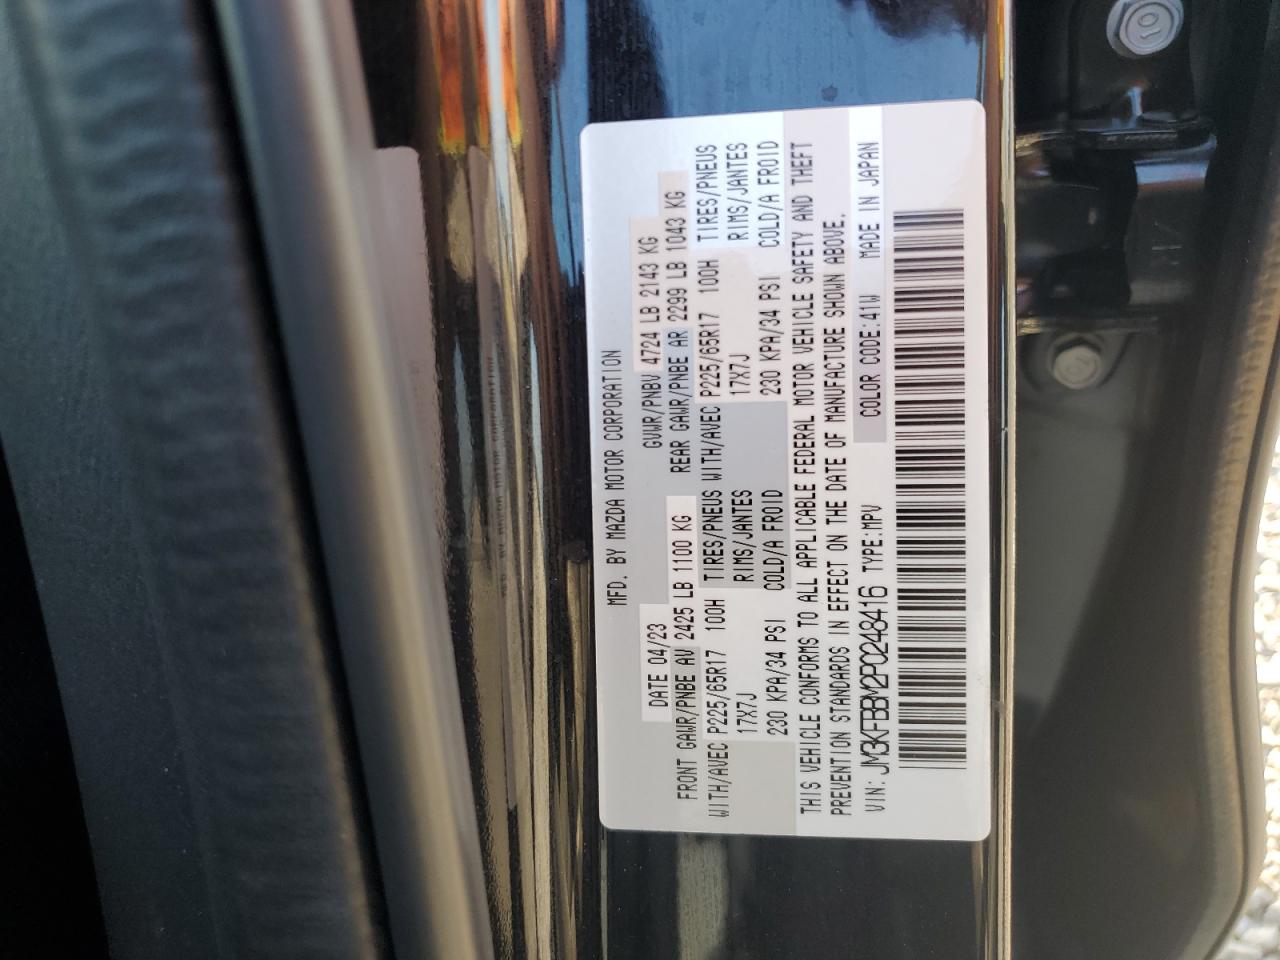 MFD. BY MAZDA MOTOR CORPORATION
DATE 04/23 GVWR/PNBV 4724 LB 2143 KG
FRONT GAWR/PNBE AV 2425 LB 1100 KG REAR GAWR/PNBE AR 2299 LB 1043 KG
WITH/AVEC P225/65R17 100H TIRES/PNEUS WITH/AVEC P225/65R17 100H TIRES/PNEUS
17X7J RIMS/JANTES 17X7J RIMS/JANTES
230 KPA/34 PSI COLD/A FROID 230 KPA/34 PSI COLD/A FROID
THIS VEHICLE CONFORMS TO ALL APPLICABLE FEDERAL MOTOR VEHICLE SAFETY AND THEFT
PREVENTION STANDARDS IN EFFECT ON THE DATE OF MANUFACTURE SHOWN ABOVE.
VIN: JM3KFBBM2P0248416 TYPE:MPV COLOR CODE:41W MADE IN JAPAN
10